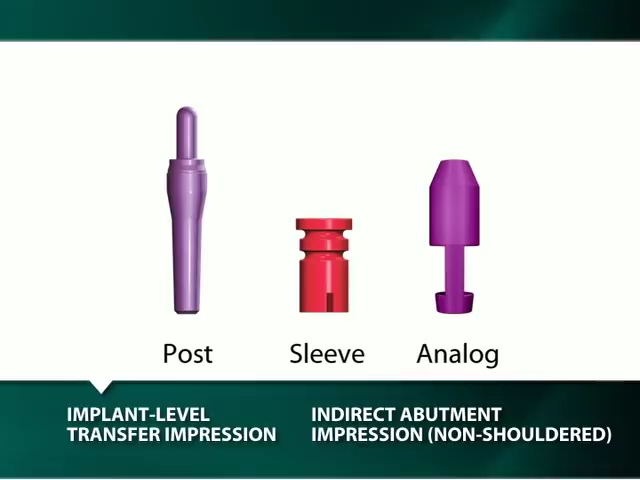 Post Sleeve Analog
IMPLANT-LEVEL
TRANSFER IMPRESSION
INDIRECT ABUTMENT
IMPRESSION (NON-SHOULDERED)